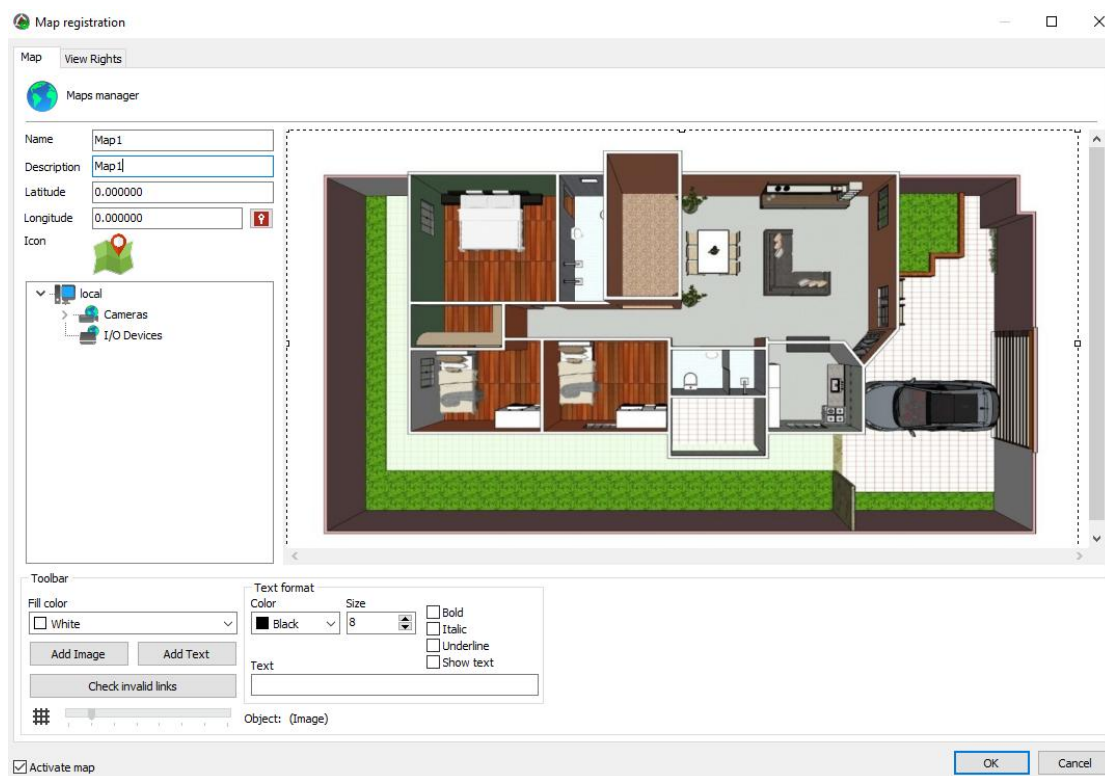 Map registration
Map
View Rights
Maps manager
Name
Map1
Description
Map1
Latitude
0.000000
Longitude
0.000000
Icon
local
Cameras
I/O Devices
Toolbar
Fill color
White
Add Image
Add Text
Check invalid links
Text format
Color
Size
Black
8
Bold
Italic
Underline
Show text
Text
Object: (Image)
Activate map
OK
Cancel